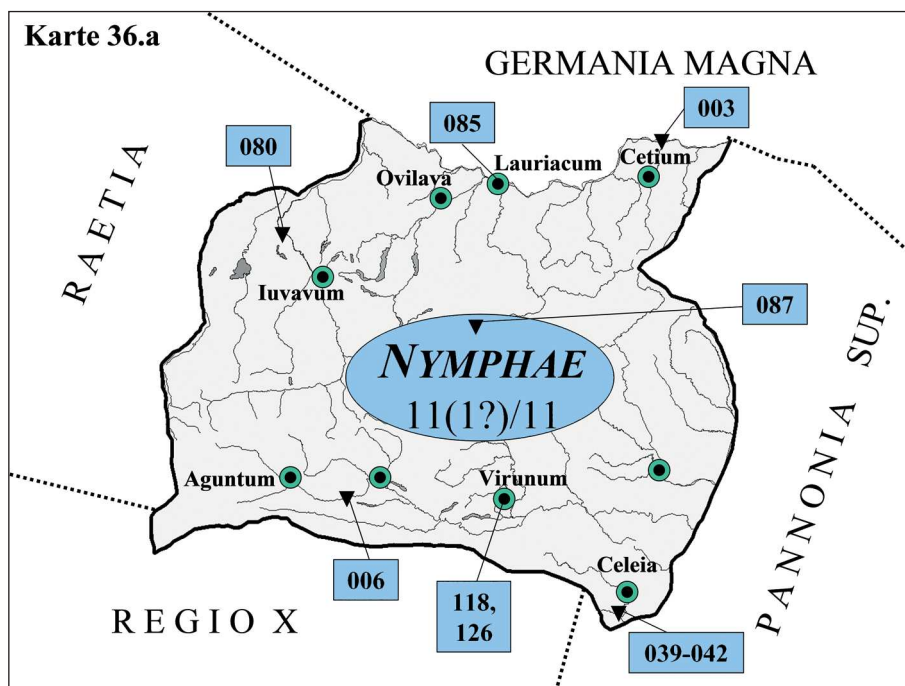 Karte 36.a
GERMANIA MAGNA
003
085
080
Lauriacum
Cetium
Ovilava
RAETIA
Iuvavum
087
NYMPHAE
11(1?)/11
PANNONIA SUP.
Aguntum
Virunum
Celeia
006
118,
126
REGIO X
039-042